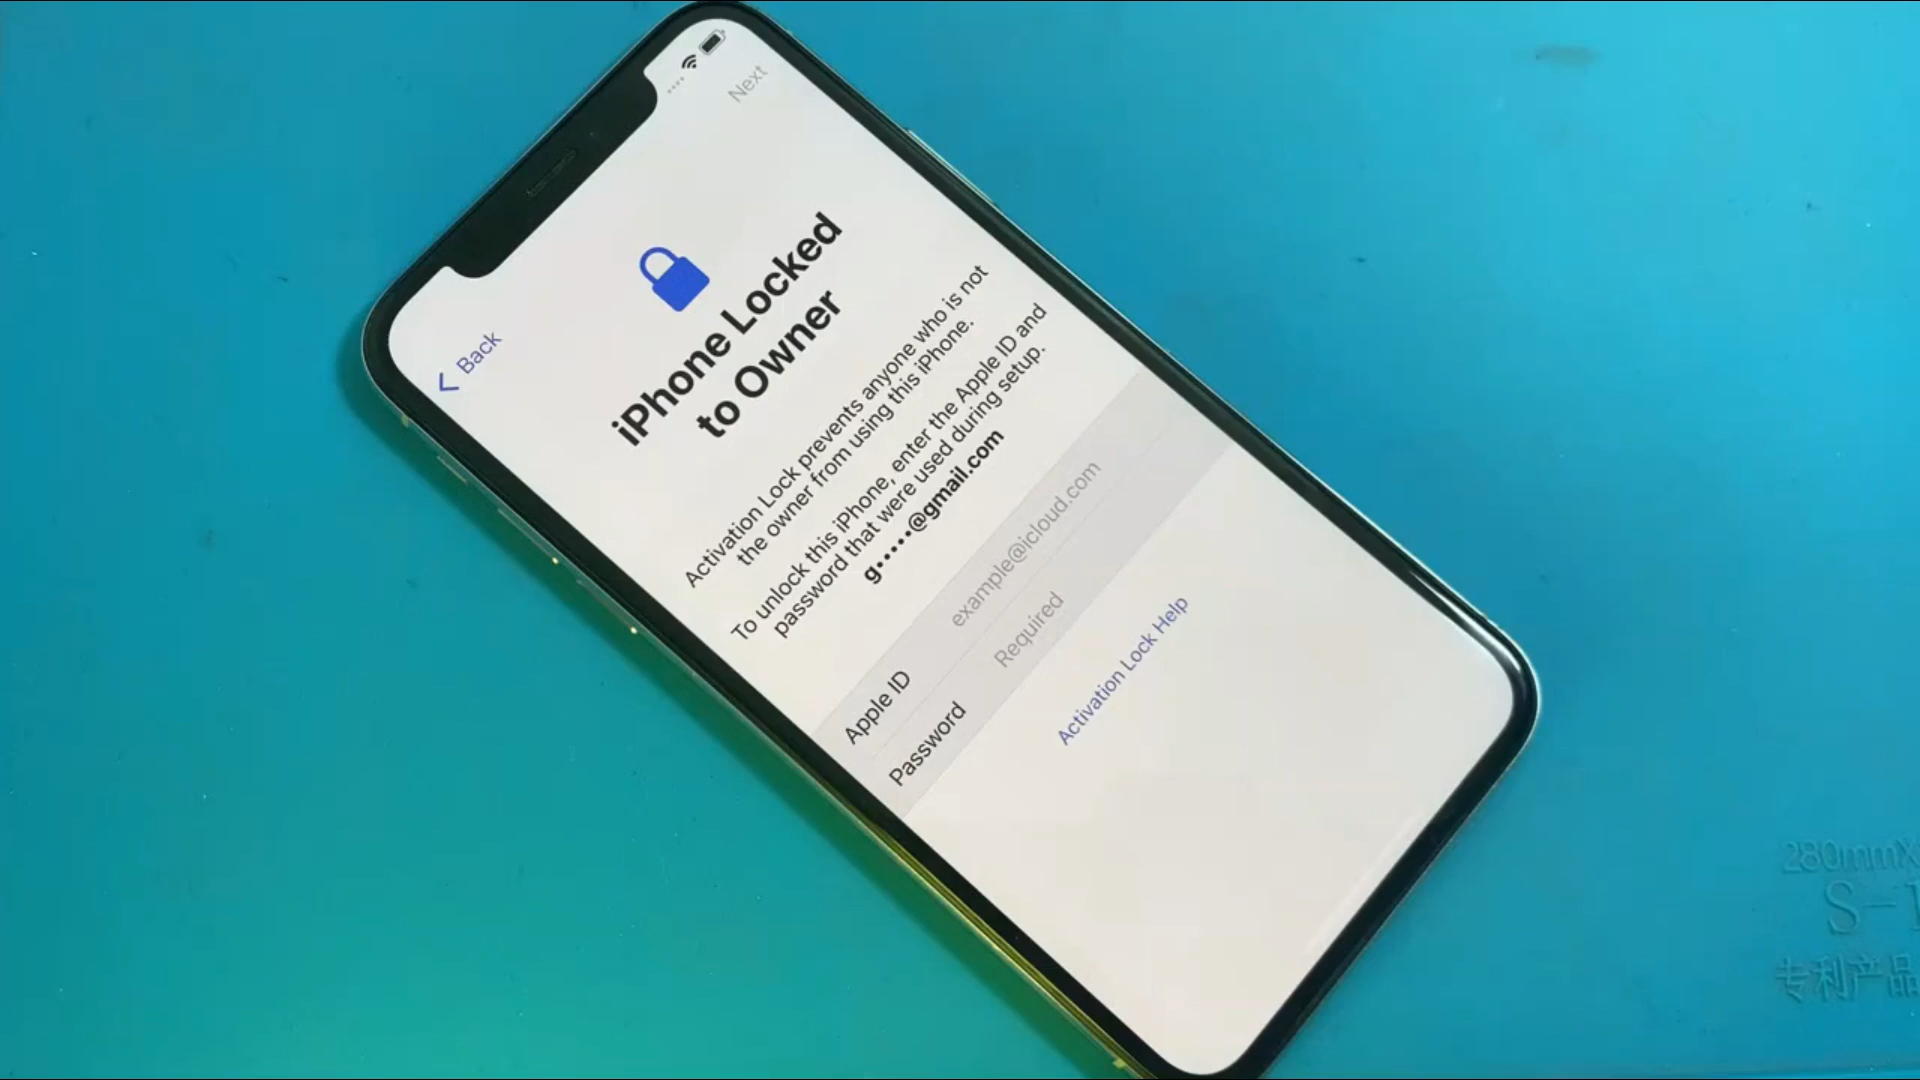 Next
Back
iPhone Locked
to Owner
Activation Lock prevents anyone who is not
the owner from using this iPhone.
To unlock this iPhone, enter the Apple ID and
password that were used during setup.
g•••••@gmail.com
Apple ID example@icloud.com
Password Required
Activation Lock Help
280mmX
S-1
专利产品